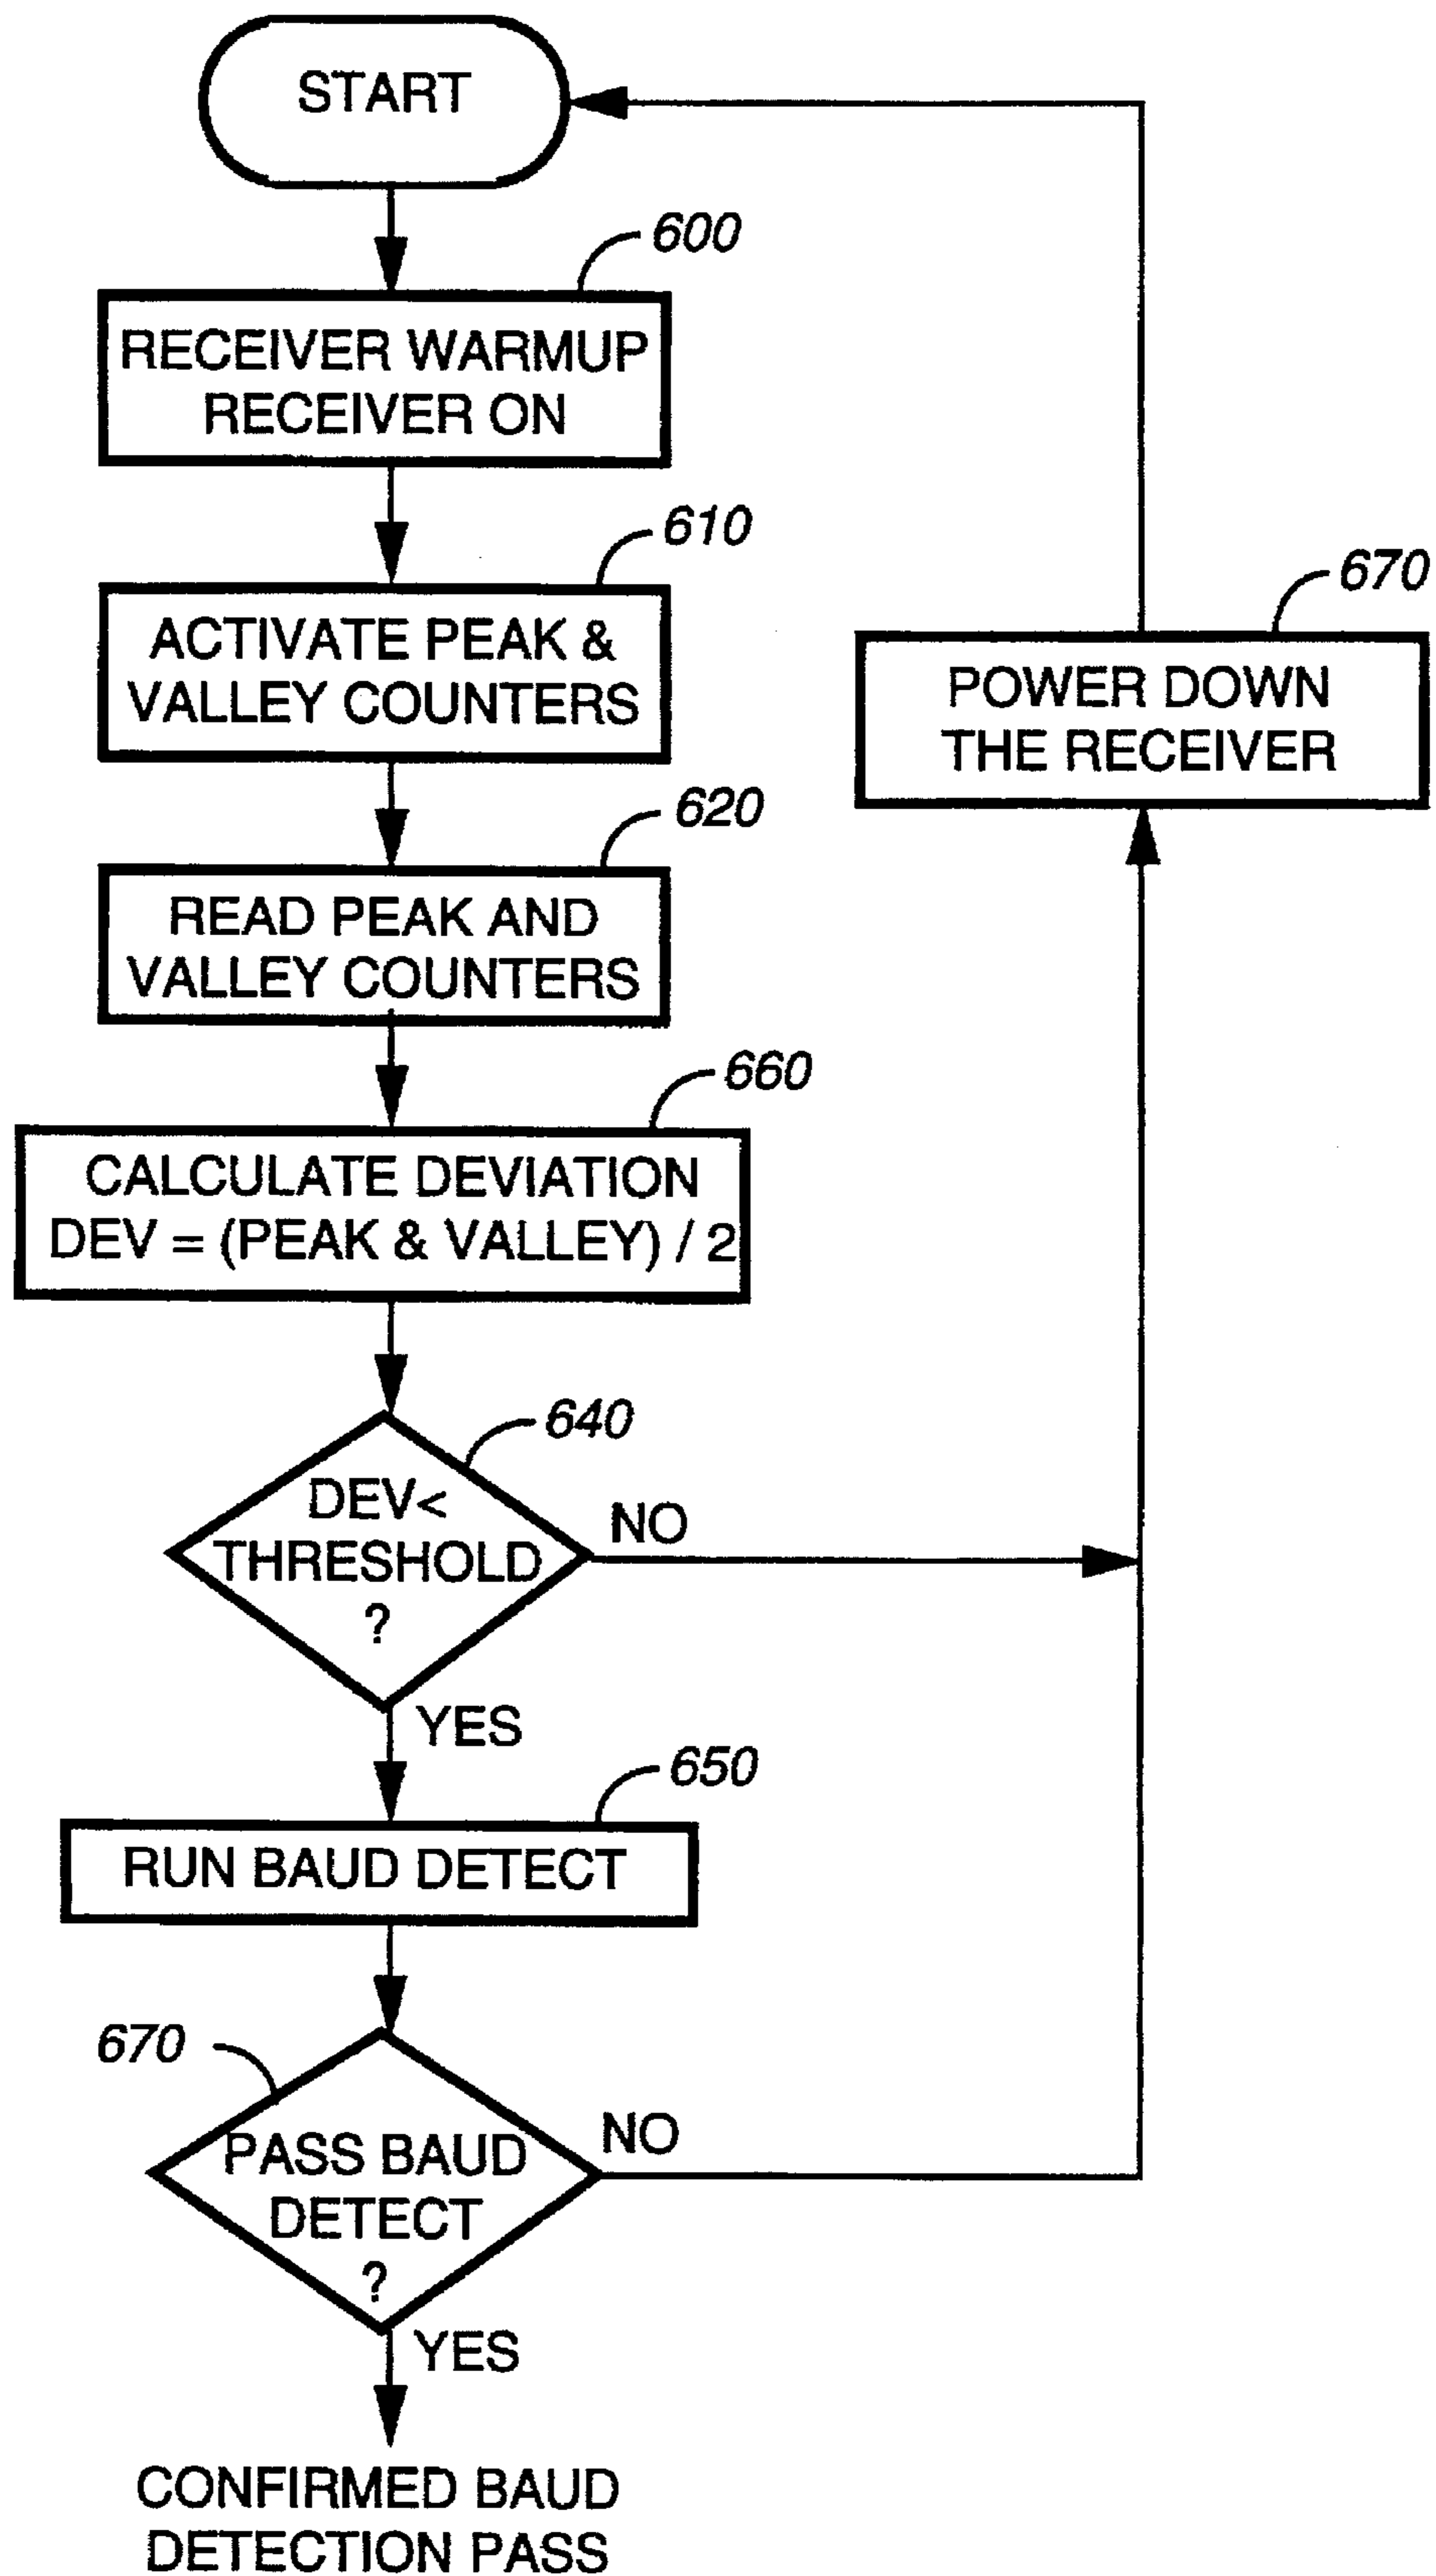 START
600
RECEIVER WARMUP
RECEIVER ON
610
ACTIVATE PEAK &
VALLEY COUNTERS
670
POWER DOWN
THE RECEIVER
620
READ PEAK AND
VALLEY COUNTERS
660
CALCULATE DEVIATION
DEV = (PEAK & VALLEY) / 2
640
DEV<
THRESHOLD
?
NO
YES
650
RUN BAUD DETECT
670
PASS BAUD
DETECT
?
NO
YES
CONFIRMED BAUD
DETECTION PASS